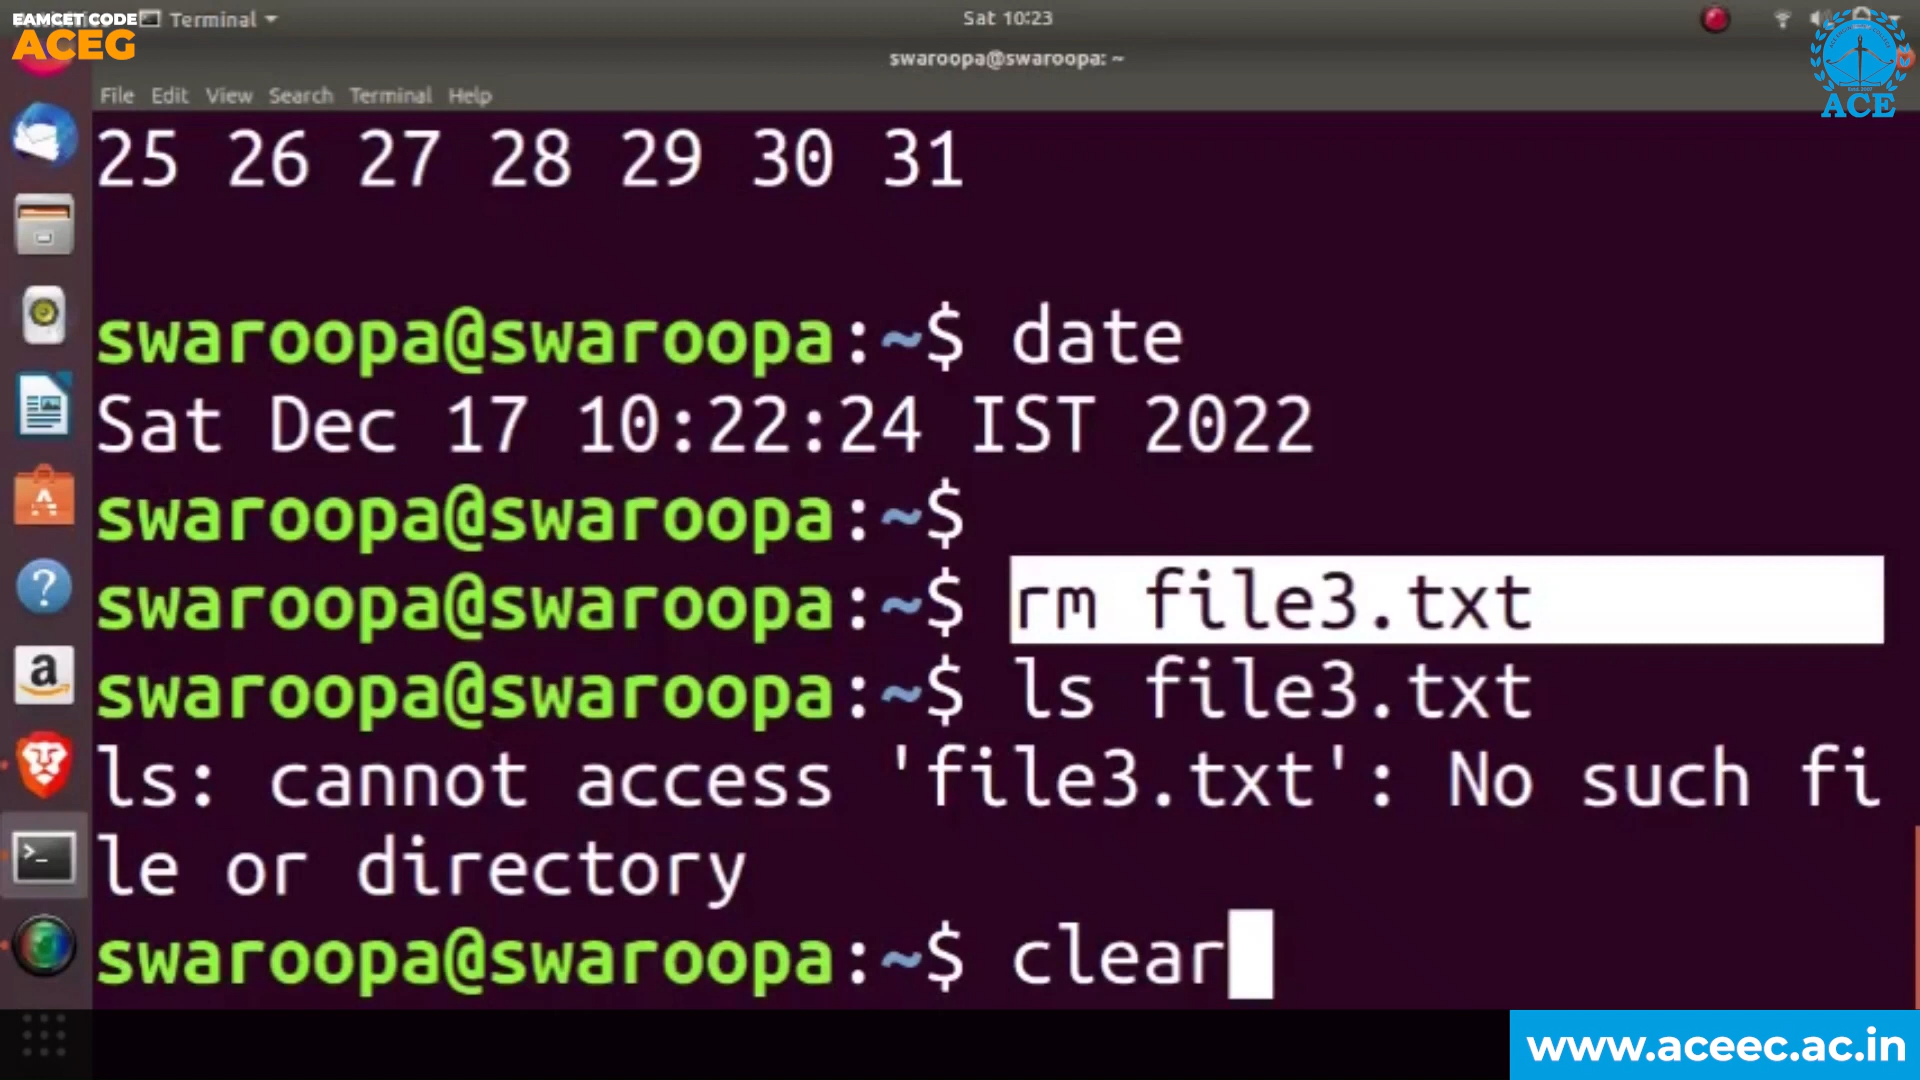 EAMCET CODE
ACEG
Terminal
Sat 10:23
swaroopa@swaroopa: ~
File Edit View Search Terminal Help
ACE
25 26 27 28 29 30 31
swaroopa@swaroopa:~$ date
Sat Dec 17 10:22:24 IST 2022
swaroopa@swaroopa:~$
swaroopa@swaroopa:~$ rm file3.txt
swaroopa@swaroopa:~$ ls file3.txt
ls: cannot access 'file3.txt': No such fi
le or directory
swaroopa@swaroopa:~$ clear
www.aceec.ac.in